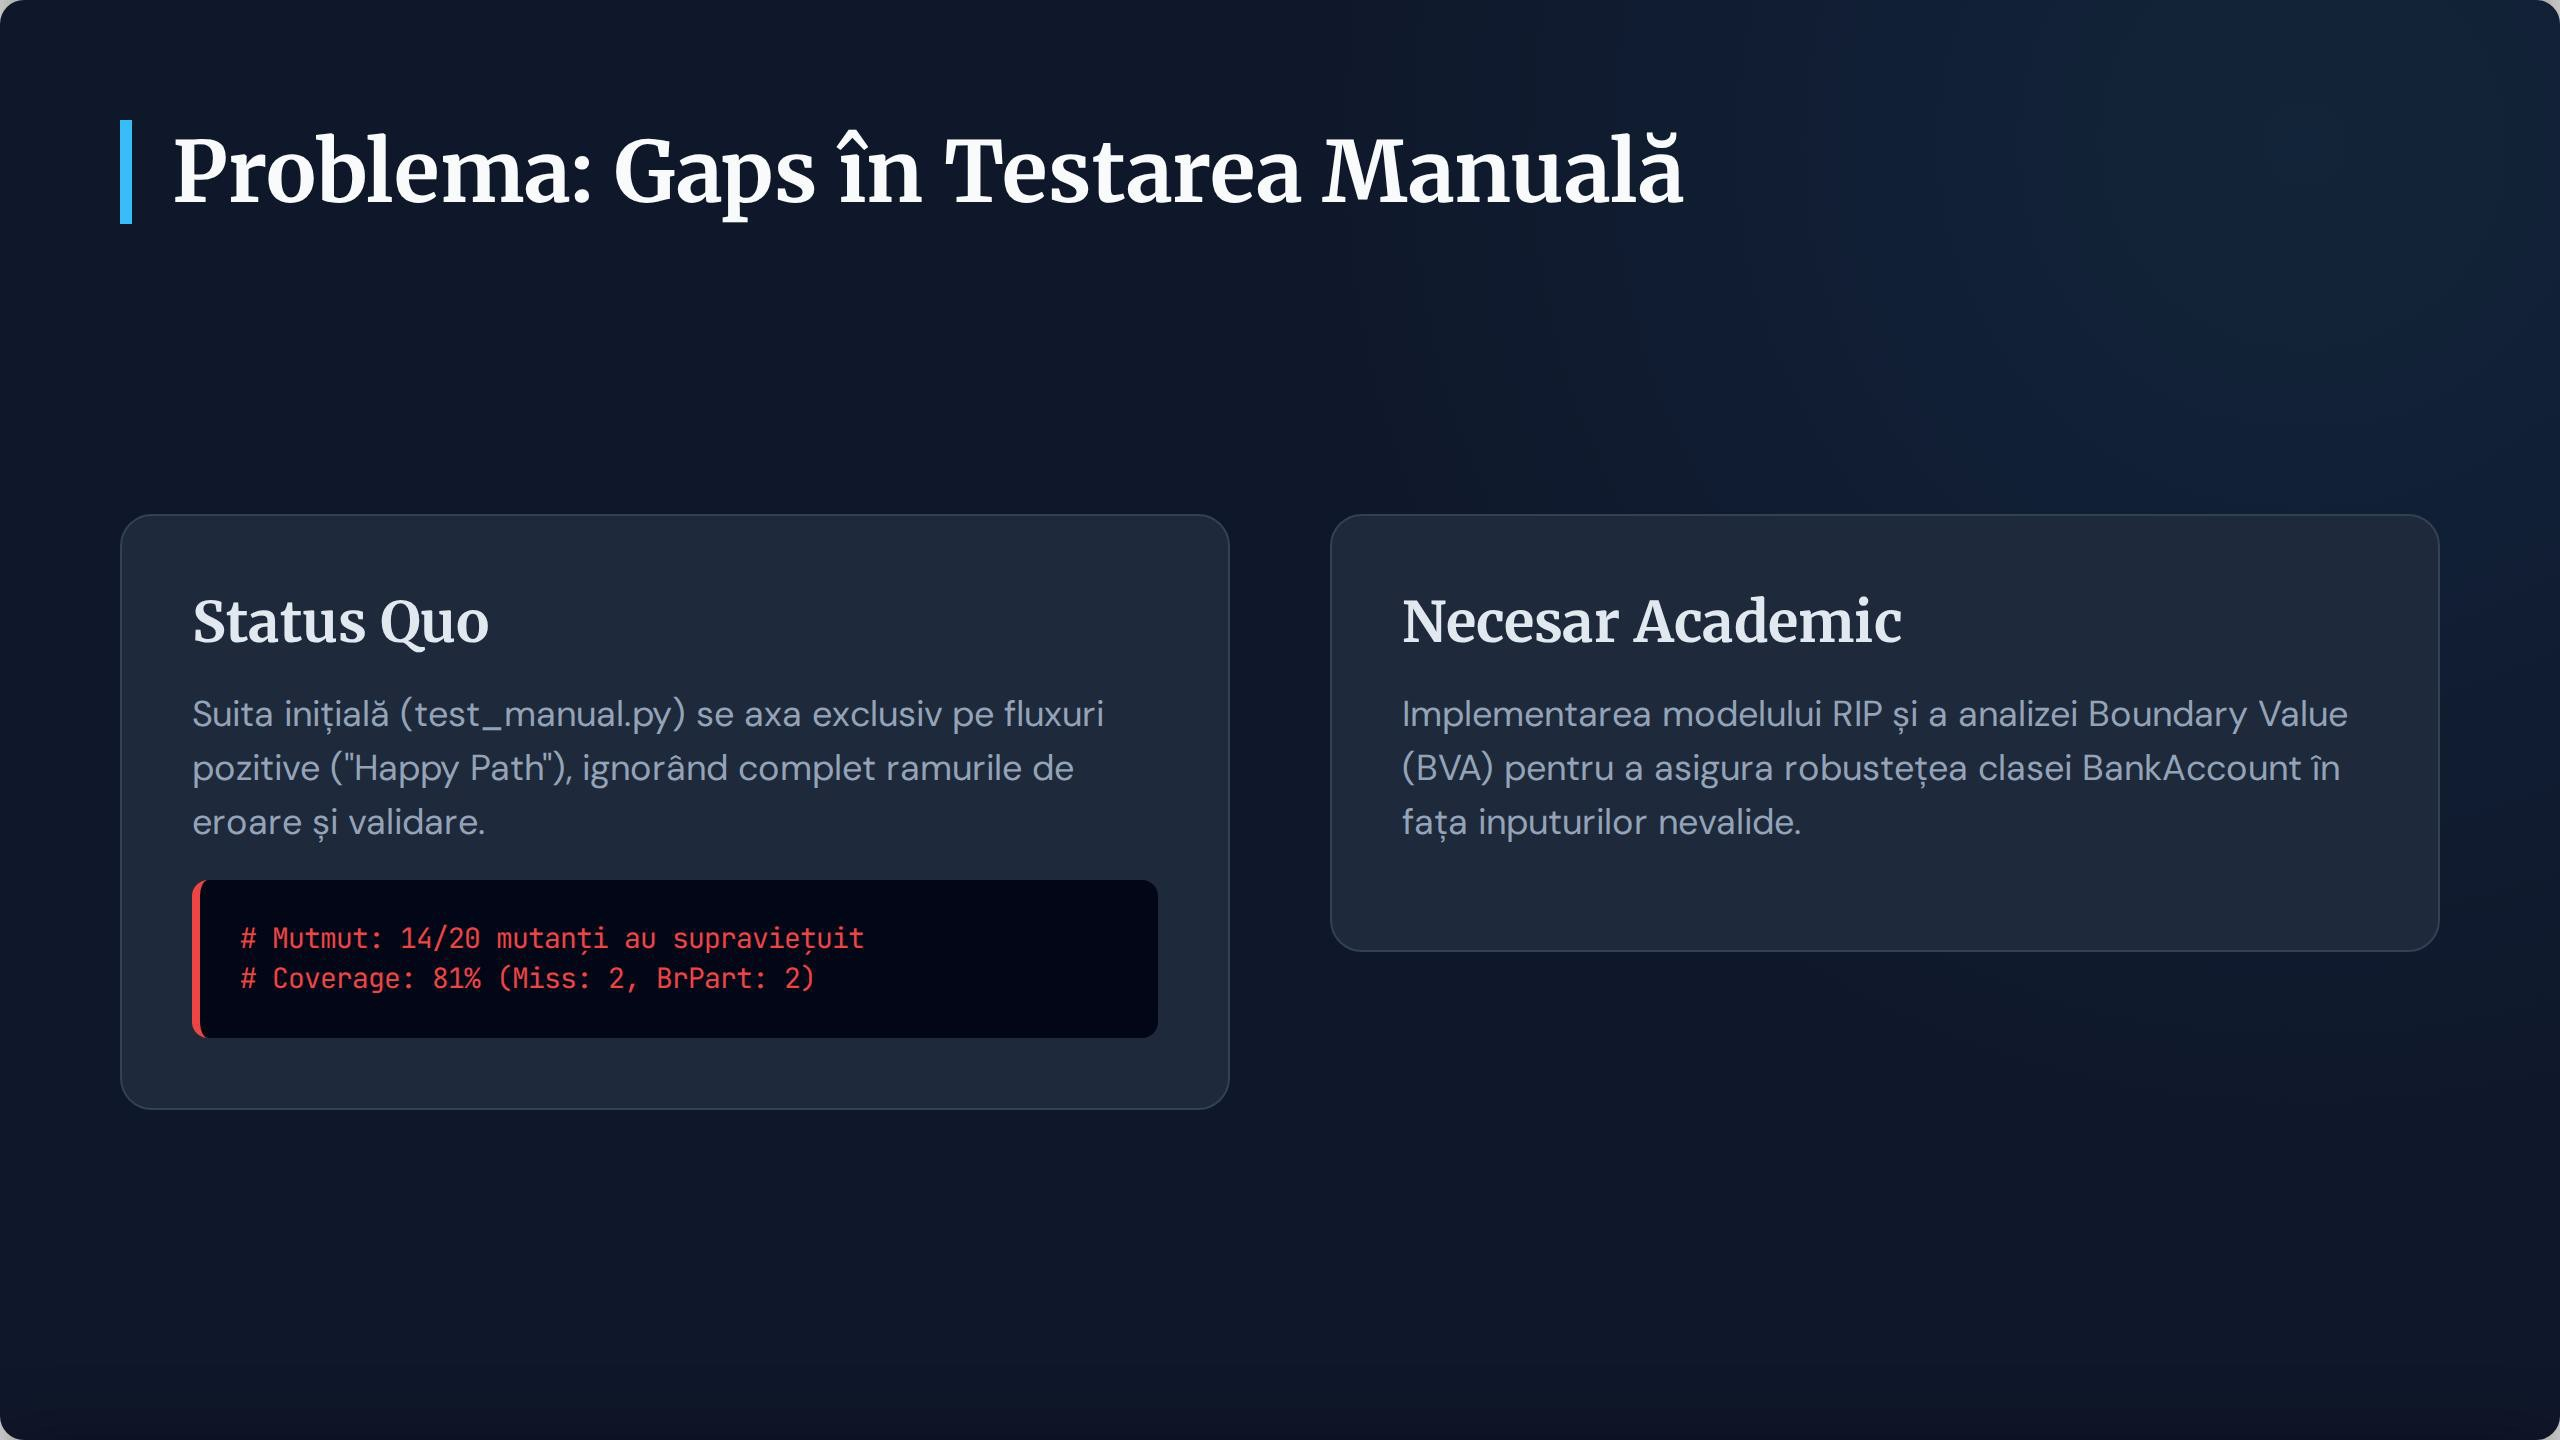 Problema: Gaps în Testarea Manuală
Status Quo
Suita inițială (test_manual.py) se axa exclusiv pe fluxuri
pozitive ("Happy Path"), ignorând complet ramurile de
eroare și validare.
# Mutmut: 14/20 mutanți au supraviețuit
# Coverage: 81% (Miss: 2, BrPart: 2)
Necesar Academic
Implementarea modelului RIP și a analizei Boundary Value
(BVA) pentru a asigura robustețea clasei BankAccount în
fața inputurilor nevalide.